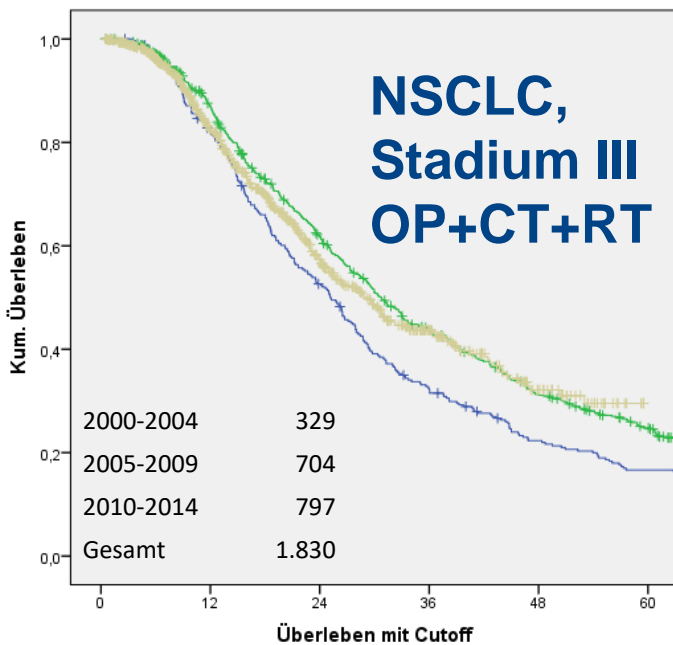 NSCLC,
Stadium III
OP+CT+RT
Kum. Überleben
1,0
0,8
0,6
0,4
0,2
0,0
2000-2004 329
2005-2009 704
2010-2014 797
Gesamt 1.830
0 12 24 36 48 60
Überleben mit Cutoff